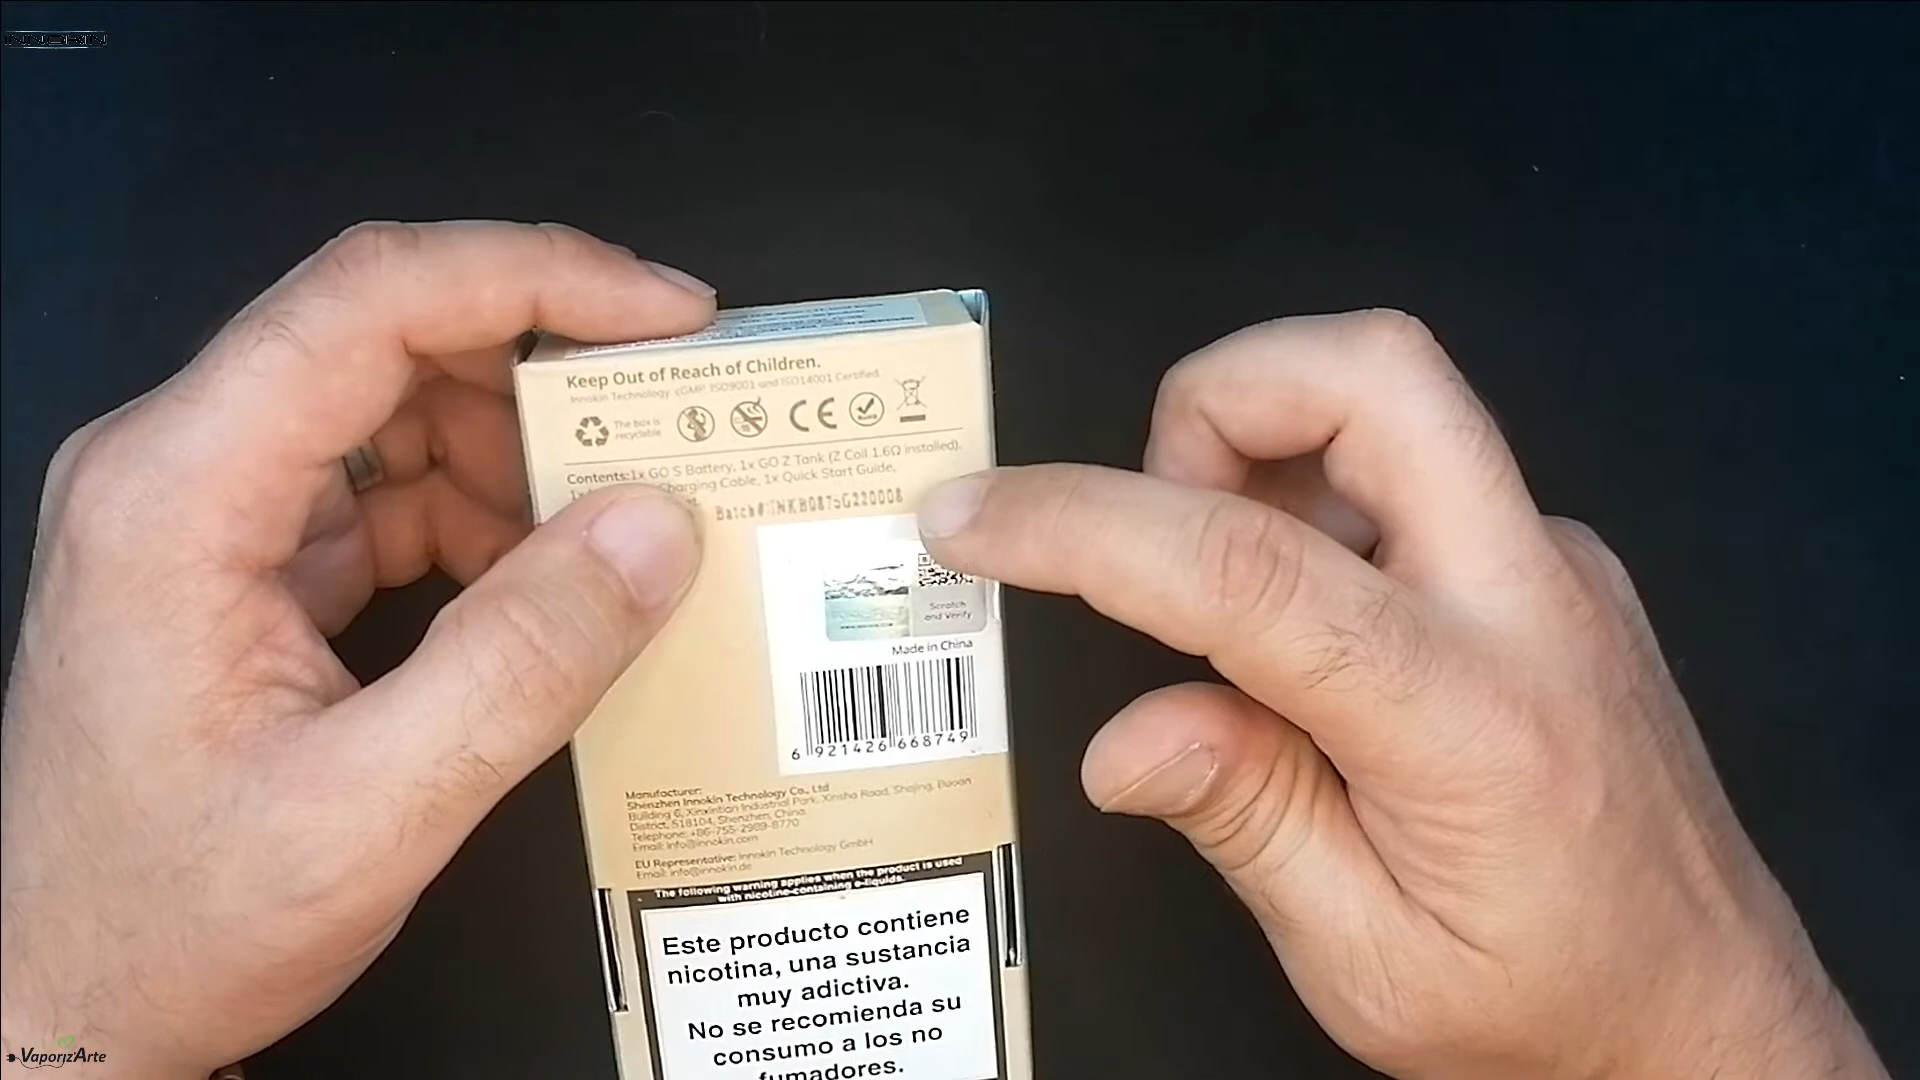 INNOKIN
Keep Out of Reach of Children.
Innokin Technology cGMP, ISO9001 und ISO14001 Certified.
The box is
recyclable
CE
Contents:1x GO S Battery, 1x GO Z Tank (Z Coil 1.6Ω installed),
Charging Cable, 1x Quick Start Guide,
Batch#:INKB0875G220008
Scratch
and Verify
Made in China
6 921426 668749
Manufacturer:
Shenzhen Innokin Technology Co., Ltd
Building 6, Xinxintian Industrial Park, Xinsha Road, Shajing, Baoan
District, 518104, Shenzhen, China.
Telephone: +86-755-2989-8770
Email: info@innokin.com
EU Representative: Innokin Technology GmbH
Email: info@innokin.de
The following warning applies when the product is used
with nicotine-containing e-liquids.
Este producto contiene
nicotina, una sustancia
muy adictiva.
No se recomienda su
consumo a los no
fumadores.
VaporizArte